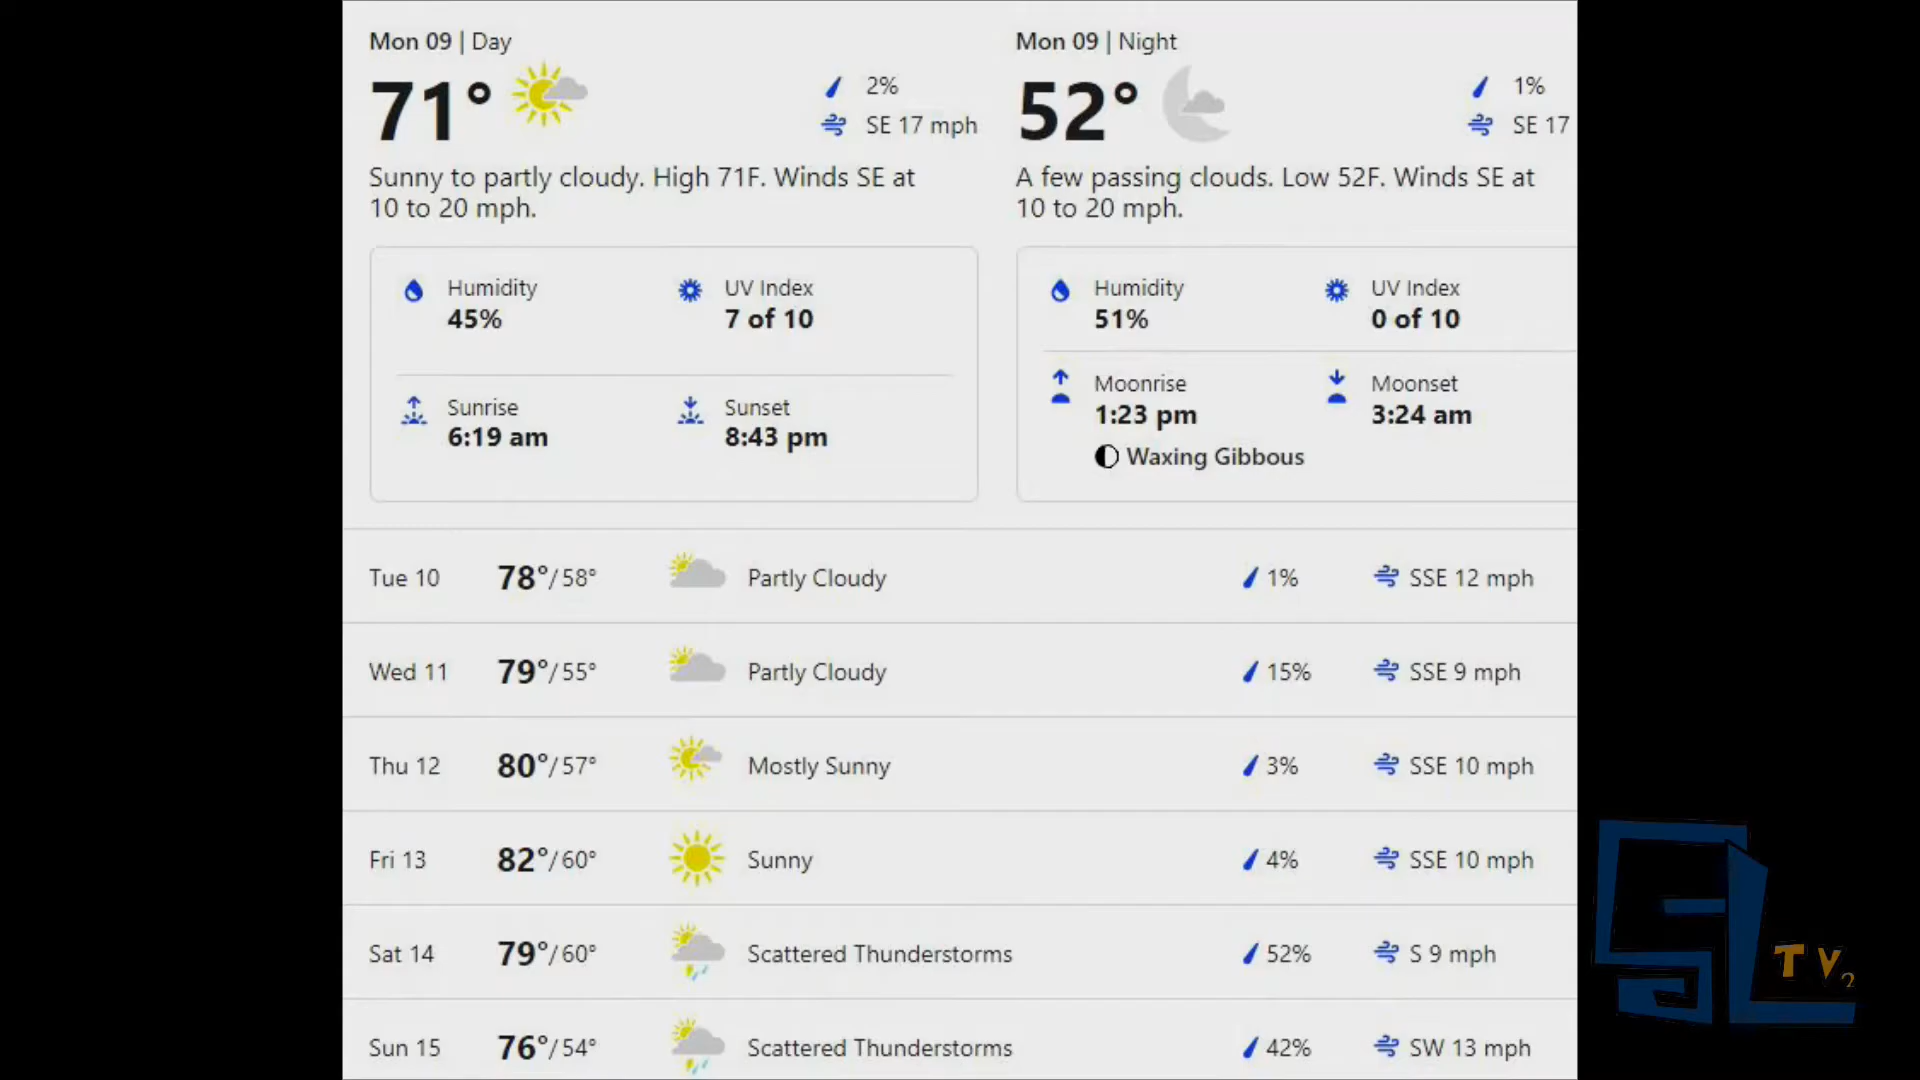 Mon 09 | Day
71°
2%
SE 17 mph
Sunny to partly cloudy. High 71F. Winds SE at
10 to 20 mph.
Humidity
45%
UV Index
7 of 10
Sunrise
6:19 am
Sunset
8:43 pm
Mon 09 | Night
52°
1%
SE 17
A few passing clouds. Low 52F. Winds SE at
10 to 20 mph.
Humidity
51%
UV Index
0 of 10
Moonrise
1:23 pm
Waxing Gibbous
Moonset
3:24 am
Tue 10 78°/58° Partly Cloudy 1% SSE 12 mph
Wed 11 79°/55° Partly Cloudy 15% SSE 9 mph
Thu 12 80°/57° Mostly Sunny 3% SSE 10 mph
Fri 13 82°/60° Sunny 4% SSE 10 mph
Sat 14 79°/60° Scattered Thunderstorms 52% S 9 mph
Sun 15 76°/54° Scattered Thunderstorms 42% SW 13 mph
SL TV2